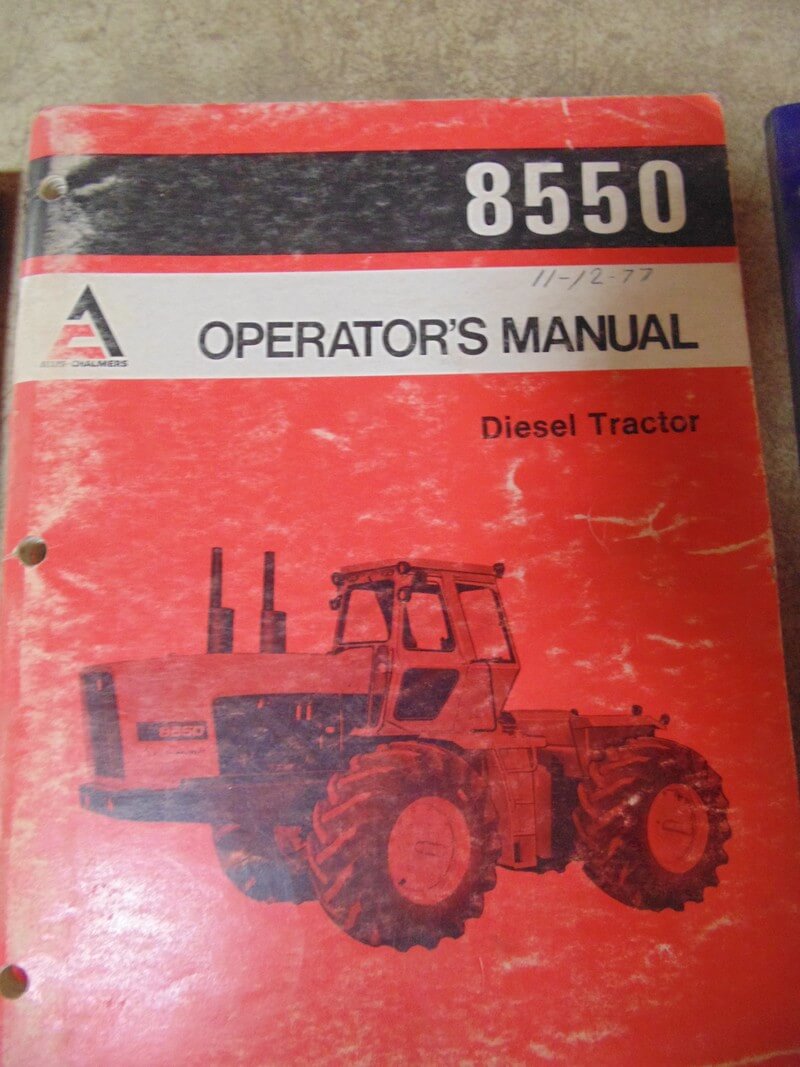 8550
11-12-77
OPERATOR'S MANUAL
ALLIS-CHALMERS
Diesel Tractor
8550